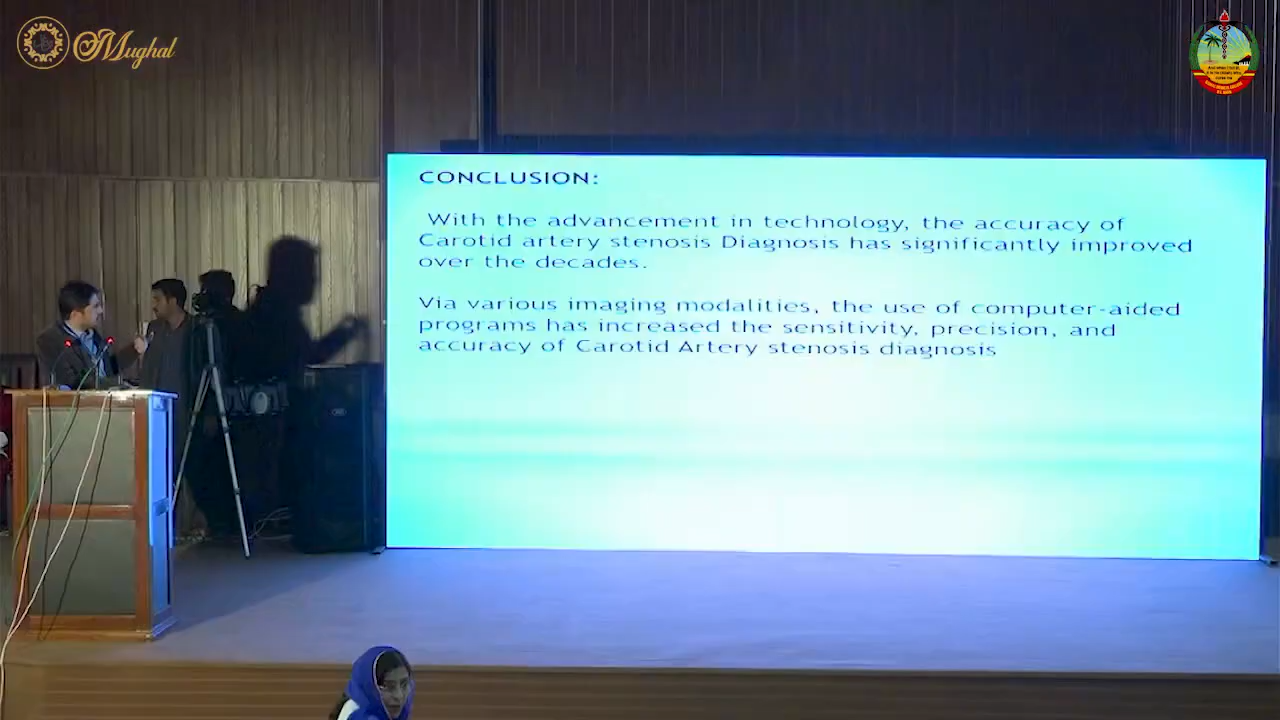 Mughal
CONCLUSION:
With the advancement in technology, the accuracy of
Carotid artery stenosis Diagnosis has significantly improved
over the decades.
Via various imaging modalities, the use of computer-aided
programs has increased the sensitivity, precision, and
accuracy of Carotid Artery stenosis diagnosis